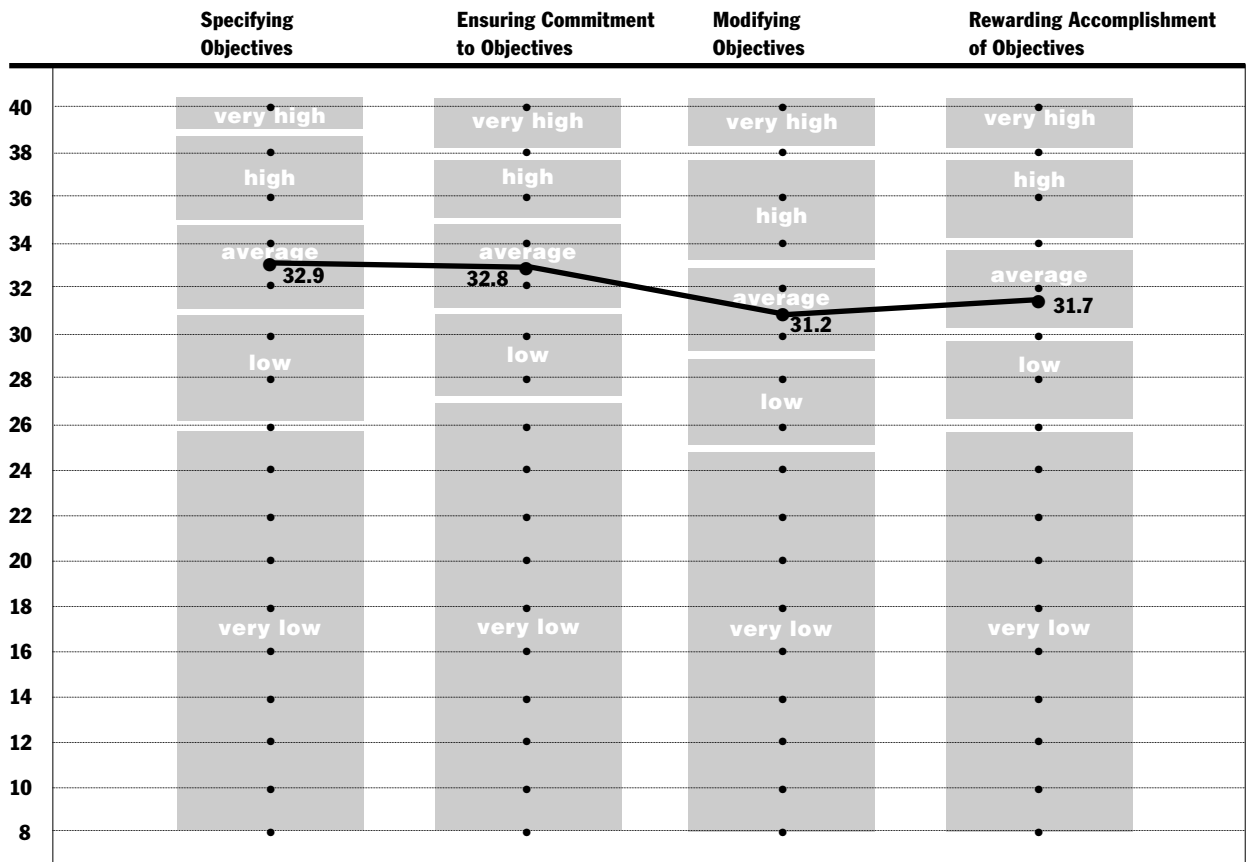 Specifying
Objectives
Ensuring Commitment
to Objectives
Modifying
Objectives
Rewarding Accomplishment
of Objectives
40
very high
very high
very high
very high
38
high
high
high
36
high
34
average
average
average
32.9
32.8
32
average
31.2
31.7
30
low
low
low
28
low
26
24
22
20
18
very low
very low
very low
very low
16
14
12
10
8